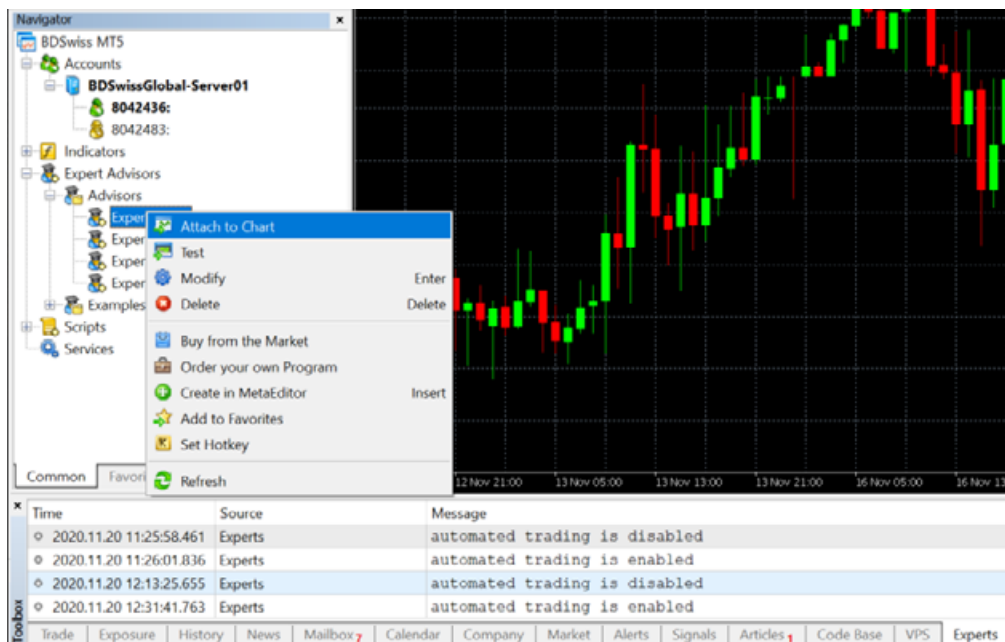 Navigator
BDSwiss MT5
Accounts
BDSwissGlobal-Server01
8042436:
8042483:
Indicators
Expert Advisors
Advisors
Exper
Exper
Exper
Exper
Examples
Scripts
Services
Attach to Chart
Test
Modify Enter
Delete Delete
Buy from the Market
Order your own Program
Create in MetaEditor Insert
Add to Favorites
Set Hotkey
Refresh
Common Favori
12 Nov 21:00 13 Nov 05:00 13 Nov 13:00 13 Nov 21:00 16 Nov 05:00 16 Nov 13
Time Source Message
2020.11.20 11:25:58.461 Experts automated trading is disabled
2020.11.20 11:26:01.836 Experts automated trading is enabled
2020.11.20 12:13:25.655 Experts automated trading is disabled
2020.11.20 12:31:41.763 Experts automated trading is enabled
Toolbox
Trade Exposure History News Mailbox 7 Calendar Company Market Alerts Signals Articles 1 Code Base VPS Experts